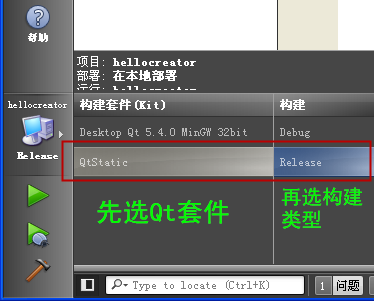 帮助
项目: hellocreator
部署: 在本地部署
运行: hellocreator
hellocreator
Release
构建套件(Kit) 构建
Desktop Qt 5.4.0 MinGW 32bit Debug
QtStatic Release
先选Qt套件
再选构建
类型
Type to locate (Ctrl+K)
1 问题